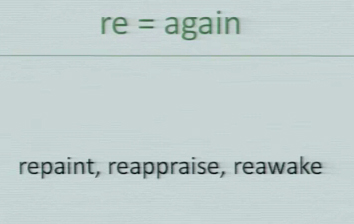 re = again
repaint, reappraise, reawake